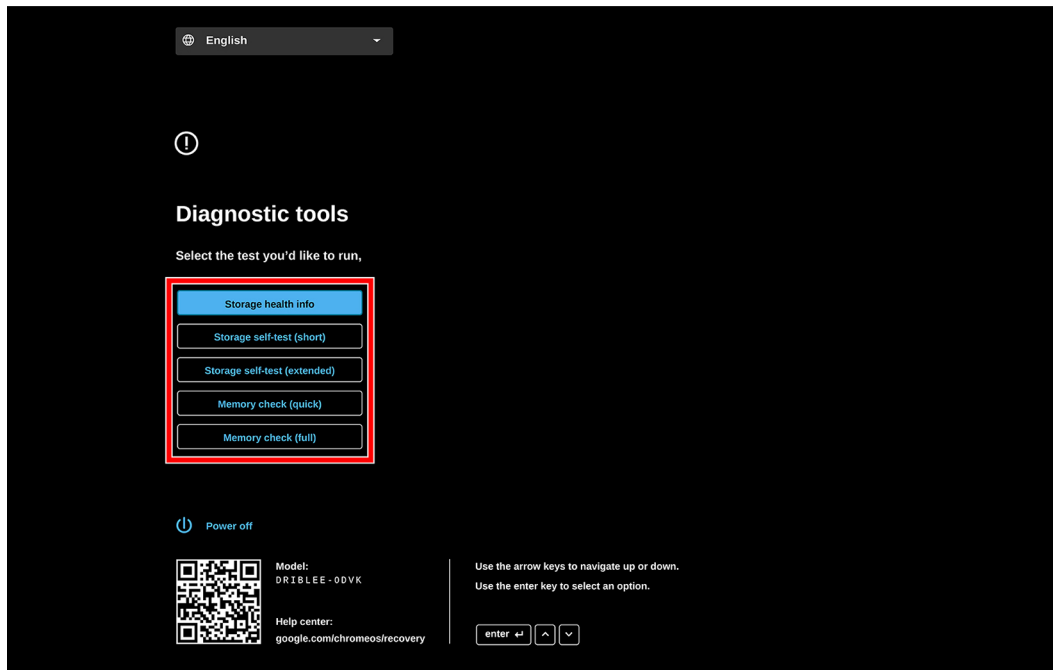 English
Diagnostic tools
Select the test you'd like to run,
Storage health info
Storage self-test (short)
Storage self-test (extended)
Memory check (quick)
Memory check (full)
Power off
Model:
DRIBLEE-ODVK
Help center:
google.com/chromeos/recovery
Use the arrow keys to navigate up or down.
Use the enter key to select an option.
enter